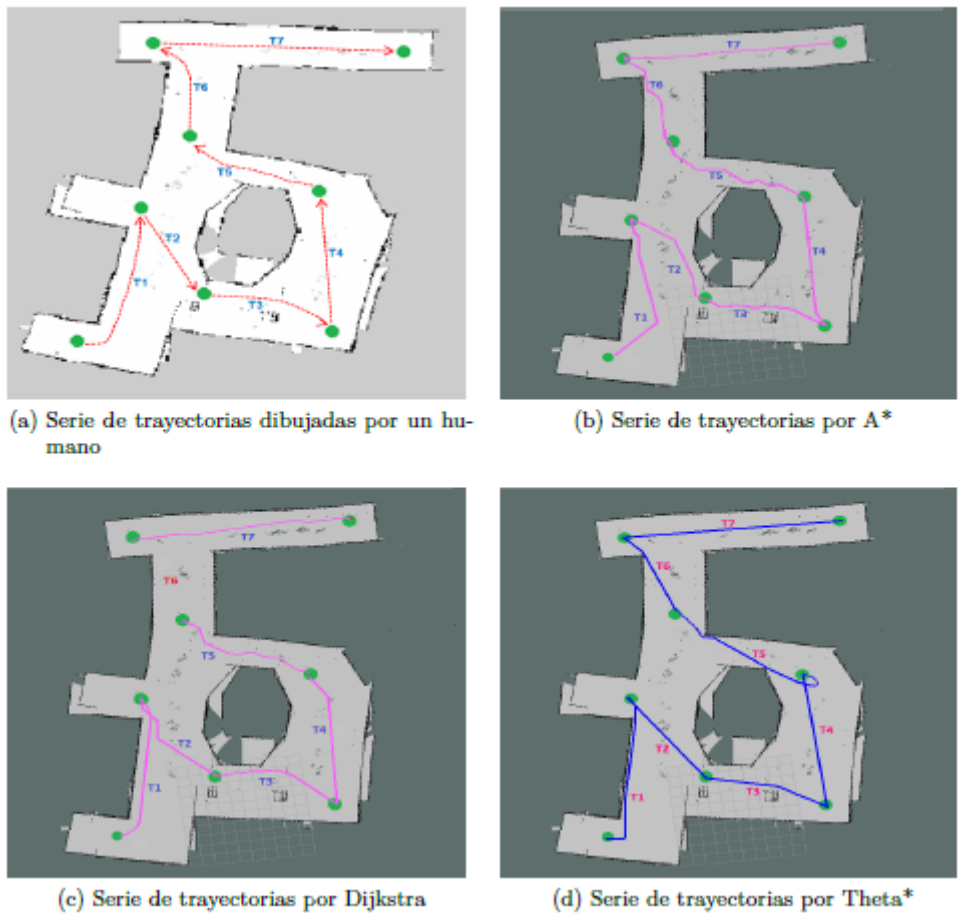 T7
T6
T5
T2
T4
T1
T3
(a) Serie de trayectorias dibujadas por un hu-
mano
T7
T6
T5
T2
T4
T1
T3
(b) Serie de trayectorias por A*
T7
T6
T5
T2
T4
T1
T3
(c) Serie de trayectorias por Dijkstra
T7
T6
T5
T2
T4
T1
T3
(d) Serie de trayectorias por Theta*